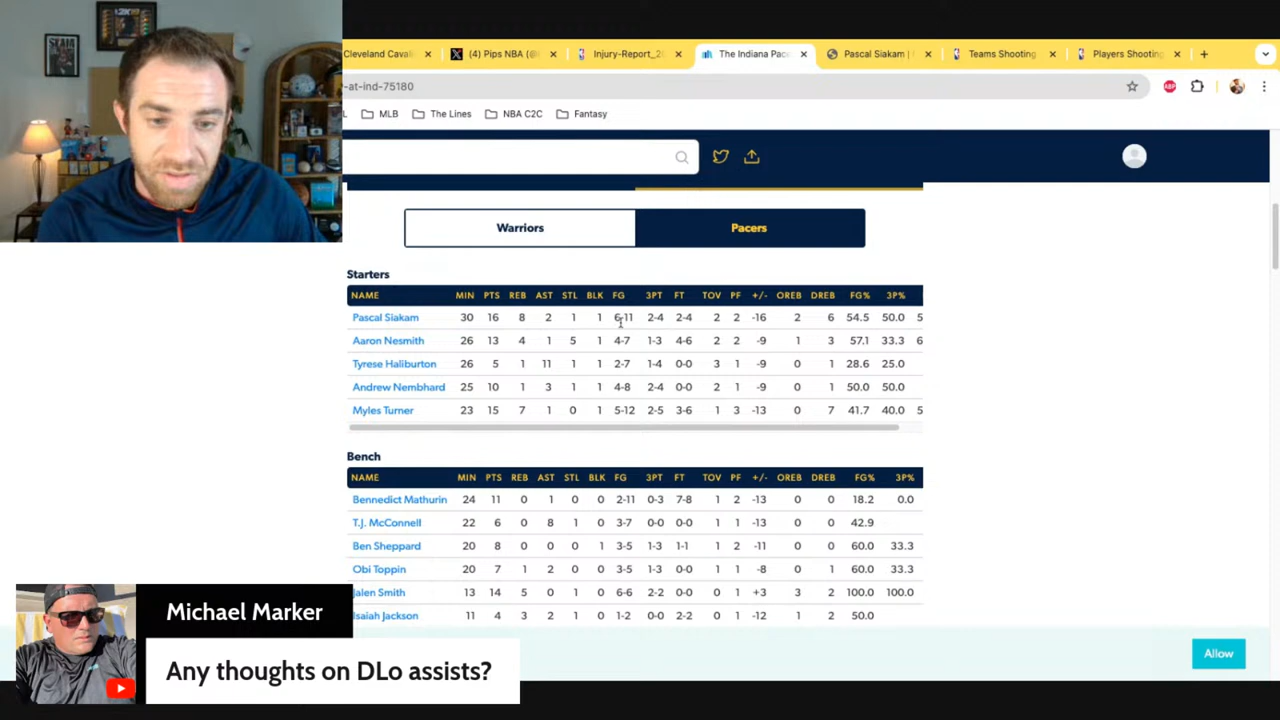 Cleveland Caval
(4) Pips NBA (@
Injury-Report_20
The Indiana Pac
Pascal Siakam |
Teams Shooting
Players Shooting
-at-ind-75180
MLB
The Lines
NBA C2C
Fantasy
Warriors
Pacers
Starters
NAME MIN PTS REB AST STL BLK FG 3PT FT TOV PF +/- OREB DREB FG% 3P%
Pascal Siakam 30 16 8 2 1 1 6-11 2-4 2-4 2 2 -16 2 6 54.5 50.0 5
Aaron Nesmith 26 13 4 1 5 1 4-7 1-3 4-6 2 2 -9 1 3 57.1 33.3 6
Tyrese Haliburton 26 5 1 11 1 1 2-7 1-4 0-0 3 1 -9 0 1 28.6 25.0
Andrew Nembhard 25 10 1 3 1 1 4-8 2-4 0-0 2 1 -9 0 1 50.0 50.0
Myles Turner 23 15 7 1 0 1 5-12 2-5 3-6 1 3 -13 0 7 41.7 40.0 5
Bench
NAME MIN PTS REB AST STL BLK FG 3PT FT TOV PF +/- OREB DREB FG% 3P%
Bennedict Mathurin 24 11 0 1 0 0 2-11 0-3 7-8 1 2 -13 0 0 18.2 0.0
T.J. McConnell 22 6 0 8 1 0 3-7 0-0 0-0 1 1 -13 0 0 42.9
Ben Sheppard 20 8 0 0 0 1 3-5 1-3 1-1 1 2 -11 0 0 60.0 33.3
Obi Toppin 20 7 1 2 0 0 3-5 1-3 0-0 1 1 -8 0 1 60.0 33.3
Jalen Smith 13 14 5 0 1 0 6-6 2-2 0-0 0 1 +3 3 2 100.0 100.0
Isaiah Jackson 11 4 3 2 1 0 1-2 0-0 2-2 0 1 -12 1 2 50.0
Michael Marker
Any thoughts on DLo assists?
Allow